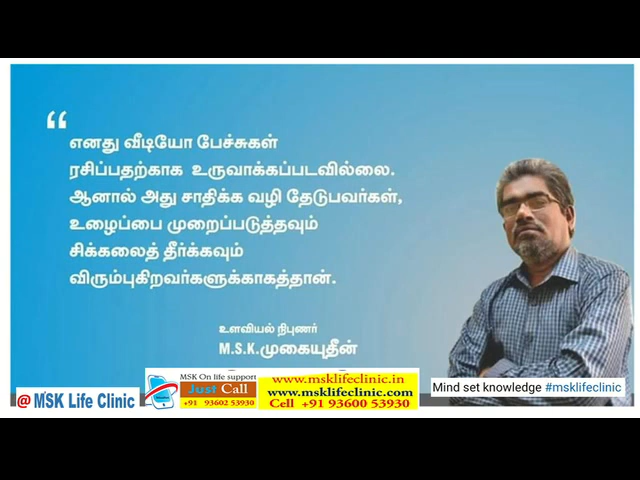 “
எனது வீடியோ பேச்சுகள்
ரசிப்பதற்காக உருவாக்கப்படவில்லை.
ஆனால் அது சாதிக்க வழி தேடுபவர்கள்,
உழைப்பை முறைப்படுத்தவும்
சிக்கலைத் தீர்க்கவும்
விரும்புகிறவர்களுக்காகத்தான்.
உளவியல் நிபுணர்
M.S.K.முகையுதீன்
@ MSK Life Clinic
MSK On life support
Just Call
+91 93602 53930
www.msklifeclinic.in
www.msklifeclinic.com
Cell +91 93600 53930
Mind set knowledge #msklifeclinic